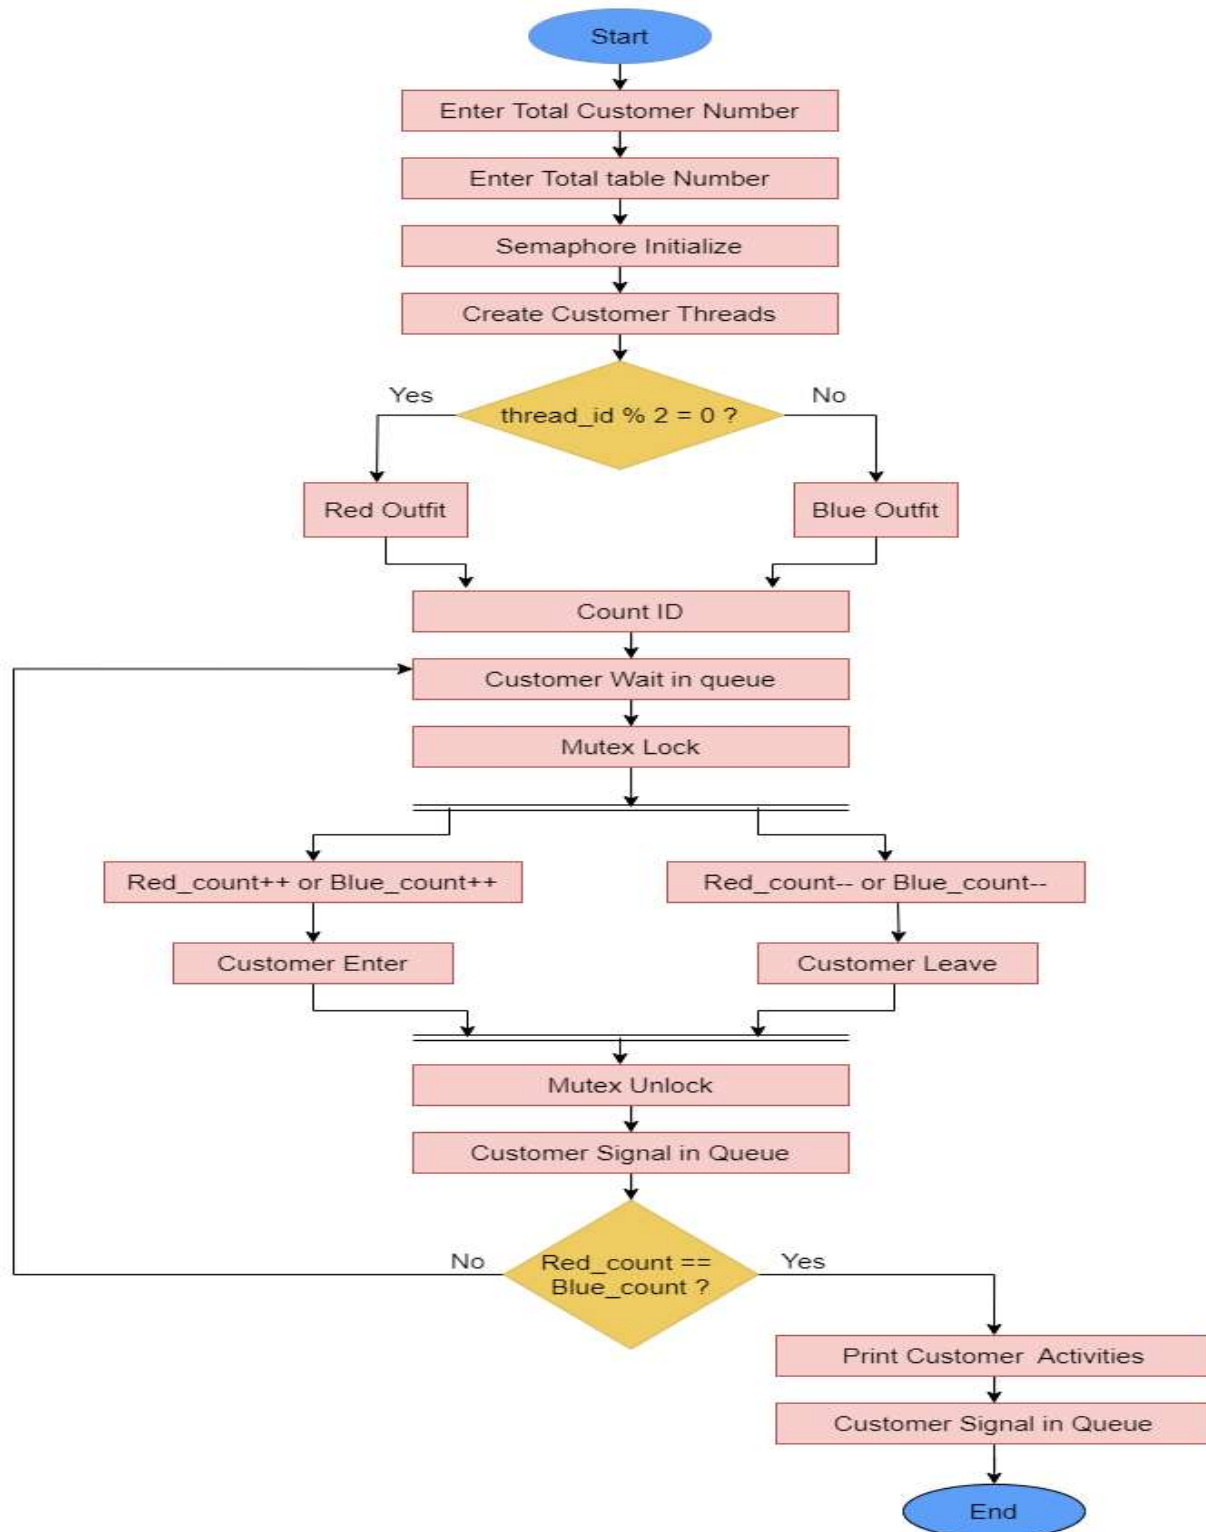 Start
Enter Total Customer Number
Enter Total table Number
Semaphore Initialize
Create Customer Threads
Yes
thread_id % 2 = 0 ?
No
Red Outfit
Blue Outfit
Count ID
Customer Wait in queue
Mutex Lock
Red_count++ or Blue_count++
Red_count-- or Blue_count--
Customer Enter
Customer Leave
Mutex Unlock
Customer Signal in Queue
No
Red_count ==
Blue_count ?
Yes
Print Customer Activities
Customer Signal in Queue
End